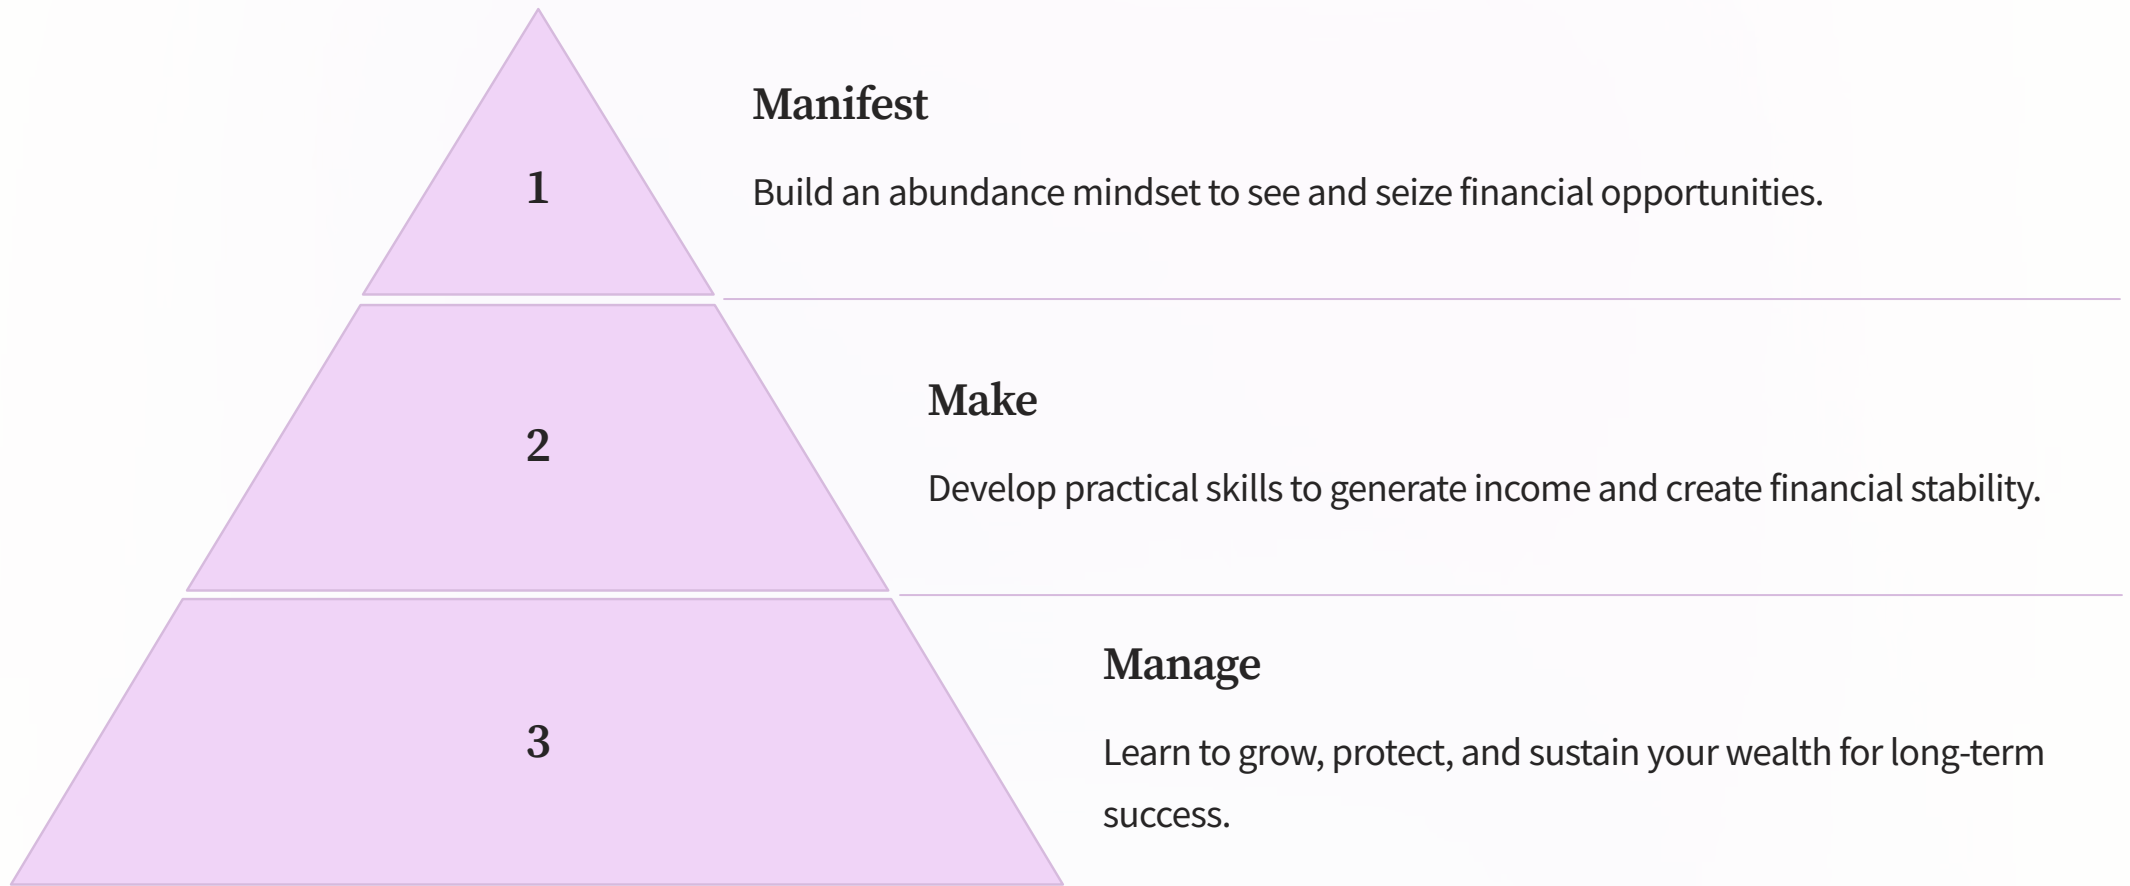 1
Manifest
Build an abundance mindset to see and seize financial opportunities.
2
Make
Develop practical skills to generate income and create financial stability.
3
Manage
Learn to grow, protect, and sustain your wealth for long-term
success.